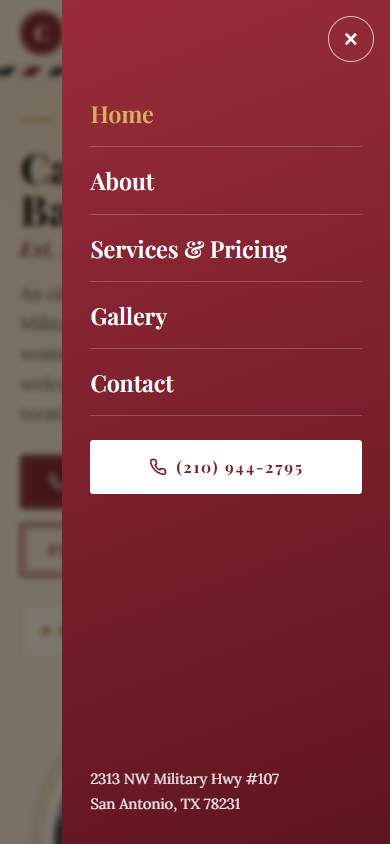 C
Home
About
Services & Pricing
Gallery
Contact
(210) 944-2795
2313 NW Military Hwy #107
San Antonio, TX 78231